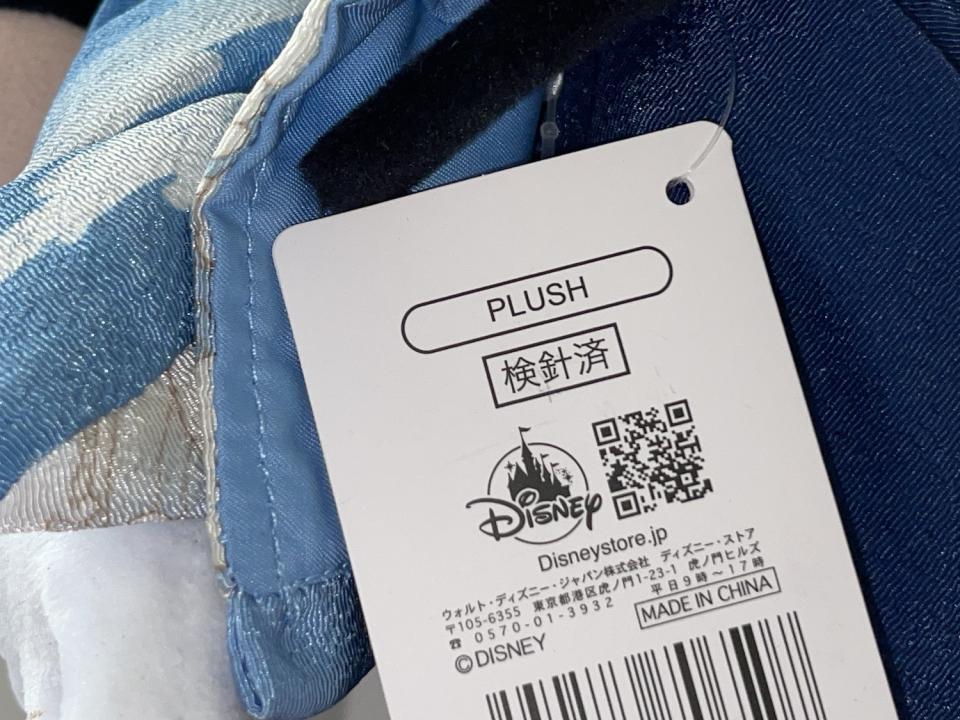 PLUSH
検針済
DISNEY
Disneystore.jp
ウォルト・ディズニー・ジャパン株式会社 ディズニー・ストア
〒105-6355 東京都港区虎ノ門1-23-1 虎ノ門ヒルズ
☎ 0570-01-3932 平日9時～17時
©DISNEY MADE IN CHINA